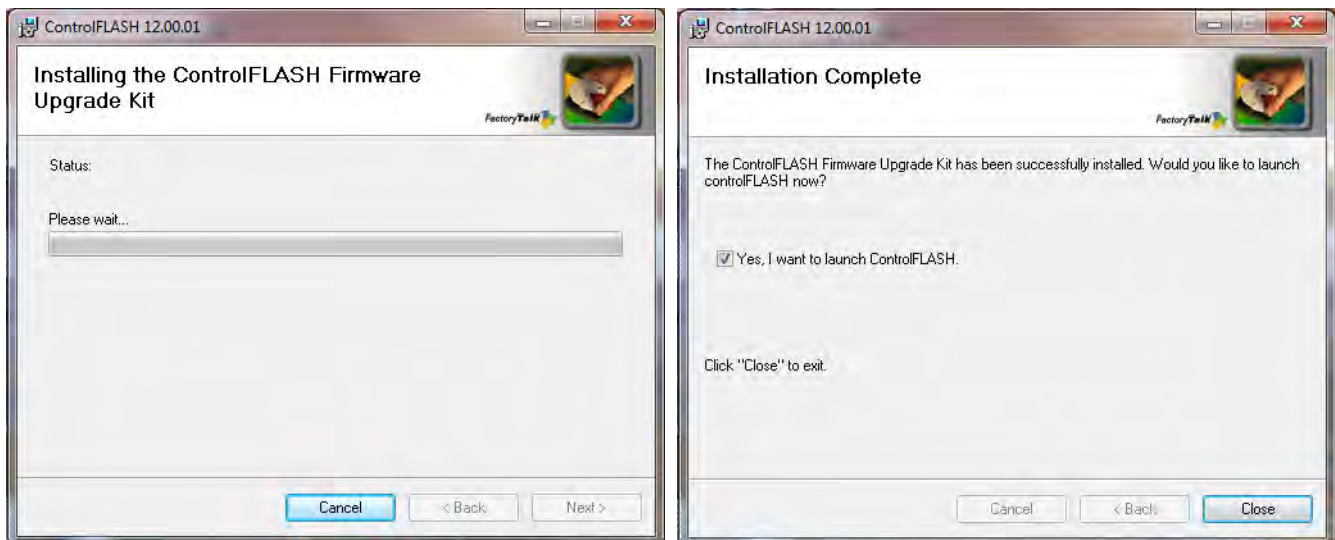 ControlFLASH 12.00.01
Installing the ControlFLASH Firmware
Upgrade Kit
FactoryTalk
Status:
Please wait...
Cancel
< Back
Next >
ControlFLASH 12.00.01
Installation Complete
FactoryTalk
The ControlFLASH Firmware Upgrade Kit has been successfully installed. Would you like to launch
controlFLASH now?
Yes, I want to launch ControlFLASH.
Click "Close" to exit.
Cancel
< Back
Close